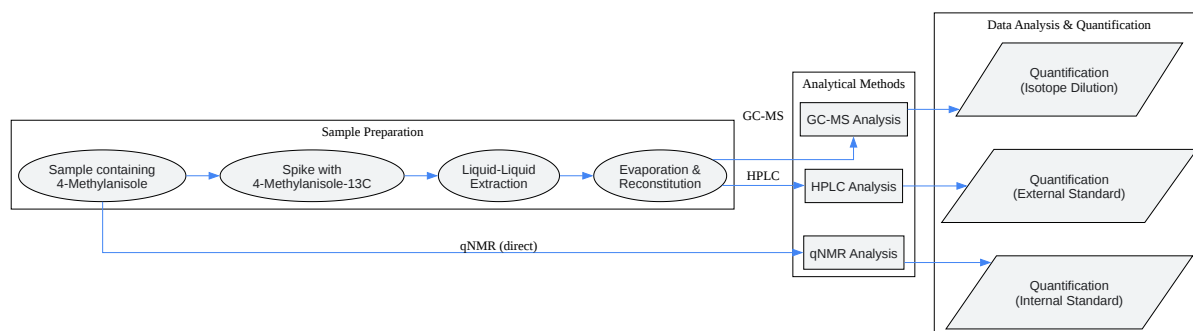 Data Analysis & Quantification
Quantification
(Isotope Dilution)
Analytical Methods
GC-MS
GC-MS Analysis
Sample Preparation
Sample containing
4-Methylanisole
Spike with
4-Methylanisole-13C
Liquid-Liquid
Extraction
Evaporation &
Reconstitution
HPLC
HPLC Analysis
Quantification
(External Standard)
qNMR (direct)
qNMR Analysis
Quantification
(Internal Standard)